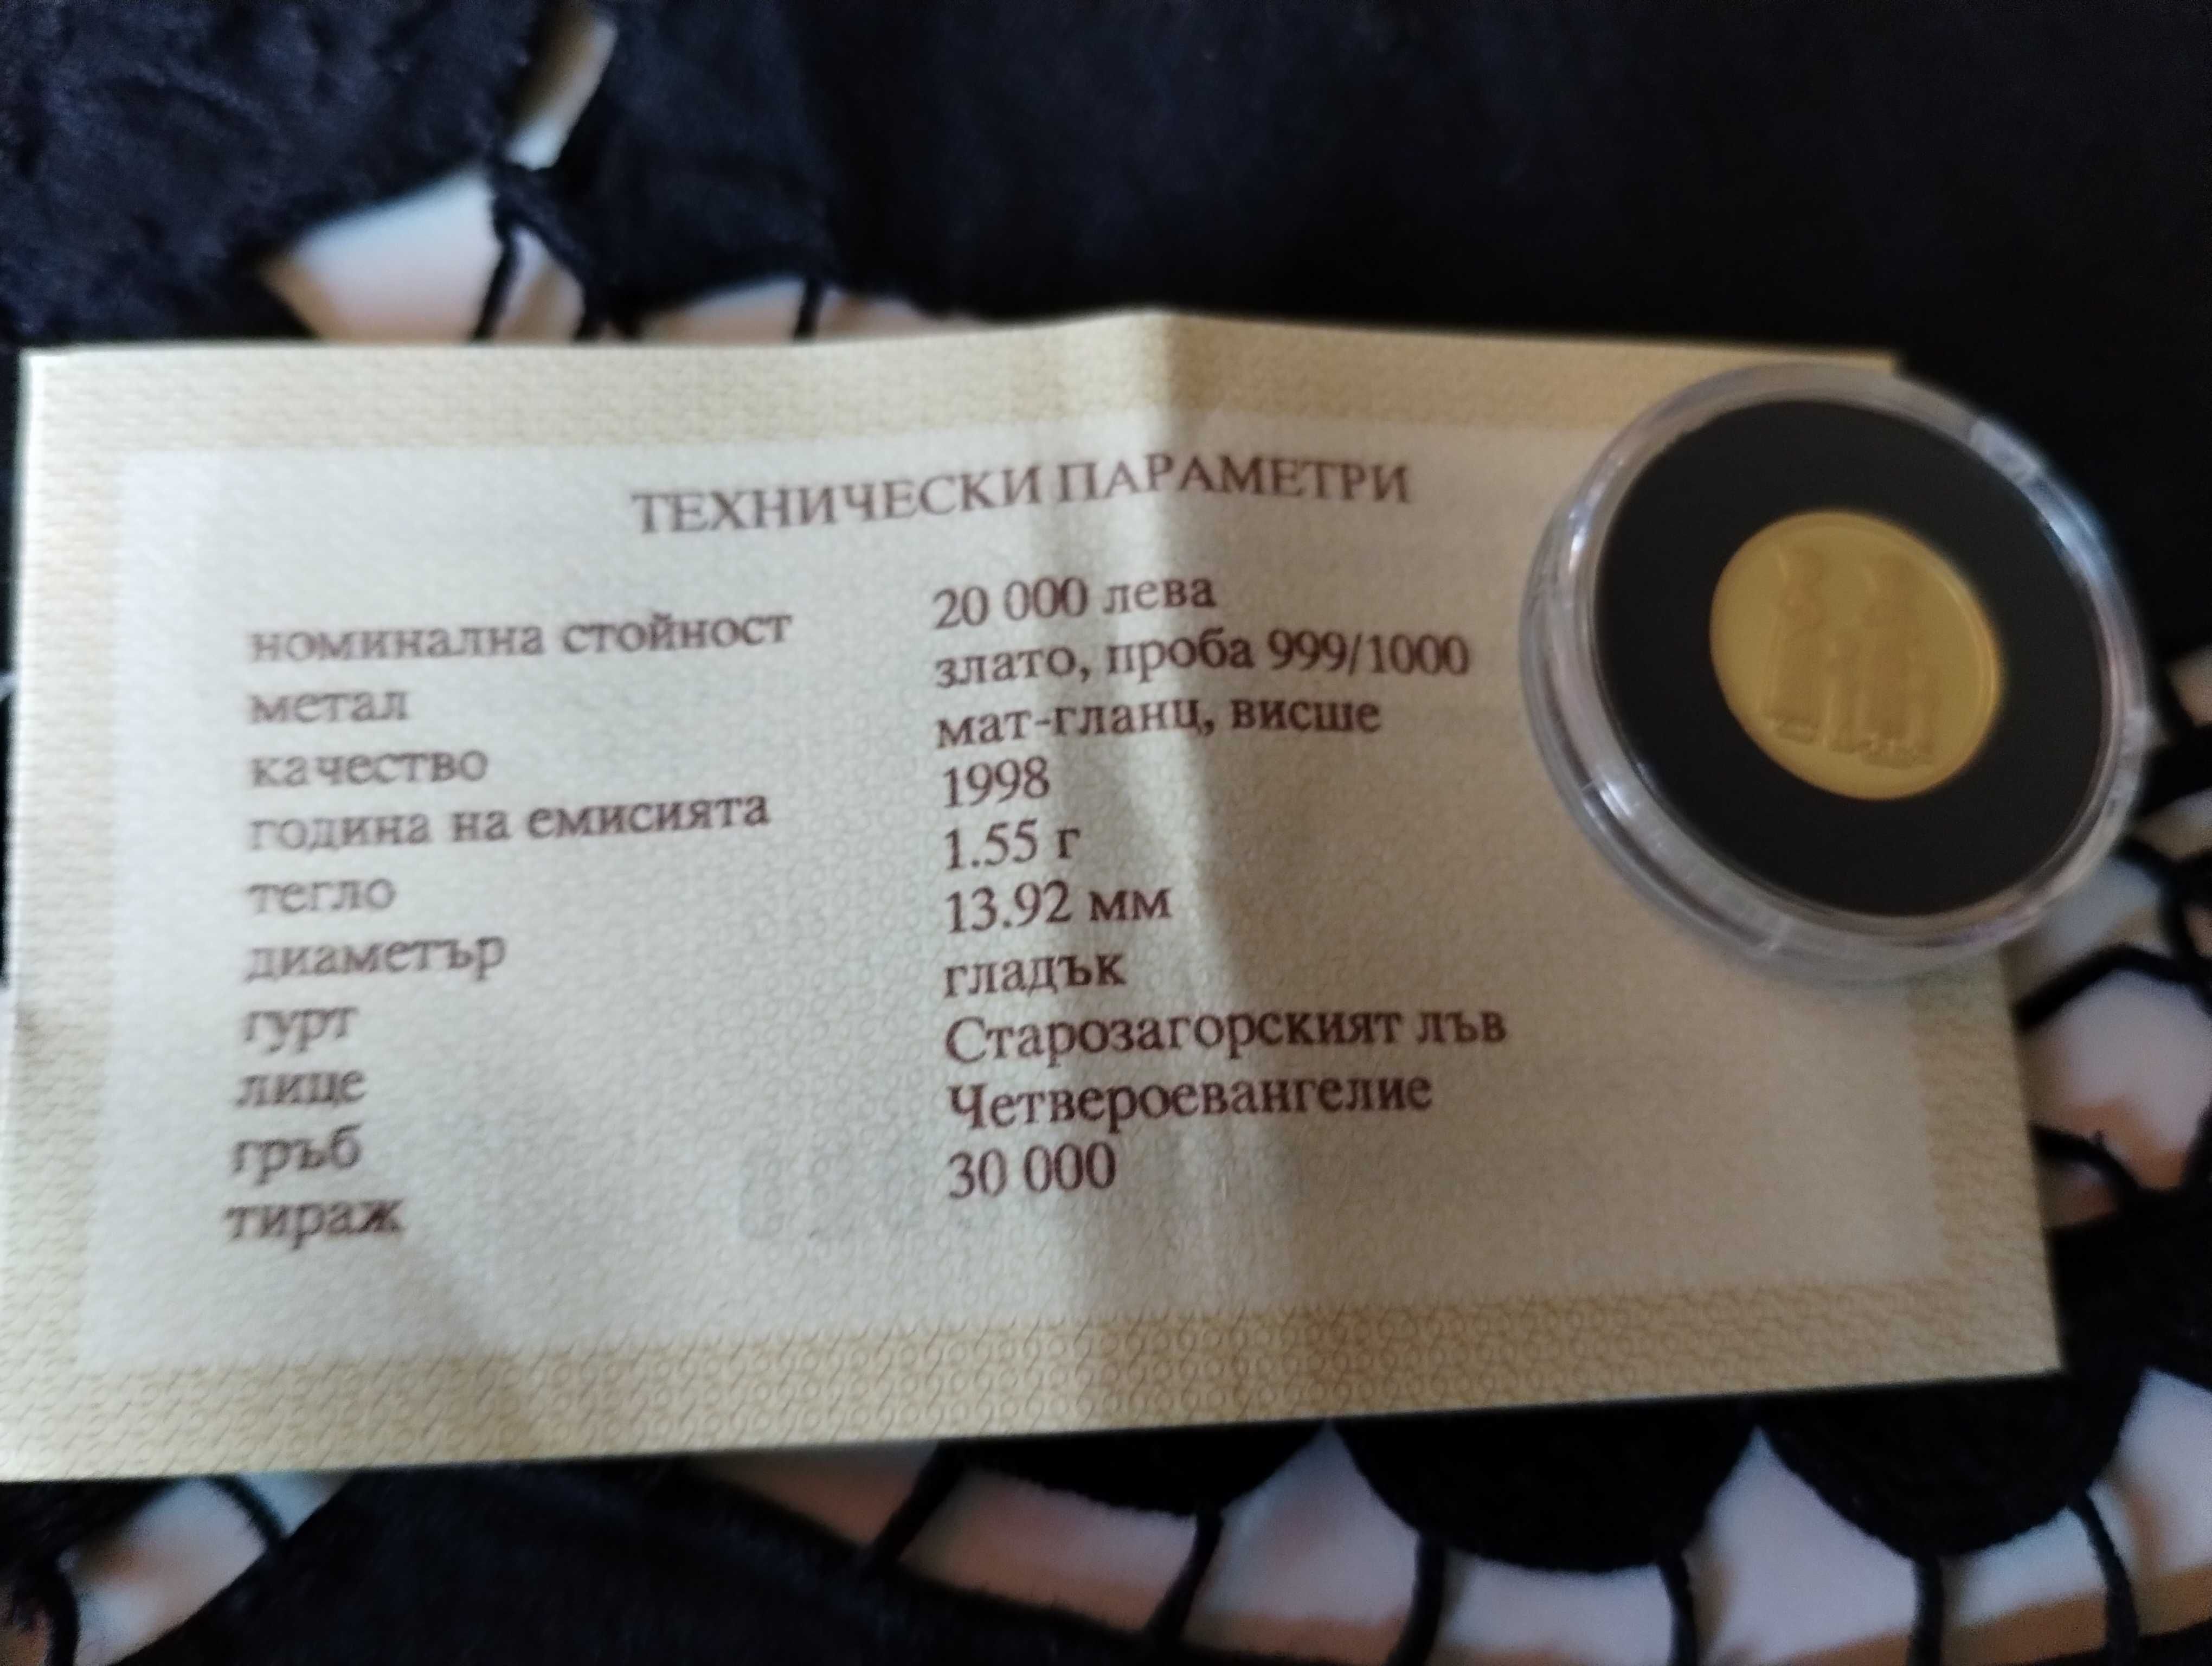 ТЕХНИЧЕСКИ ПАРАМЕТРИ
номинална стойност 20 000 лева
метал злато, проба 999/1000
качество мат-гланц, висше
година на емисията 1998
тегло 1.55 г
диаметър 13.92 мм
гурт гладък
лице Старозагорският лъв
гръб Четвероевангелие
тираж 30 000